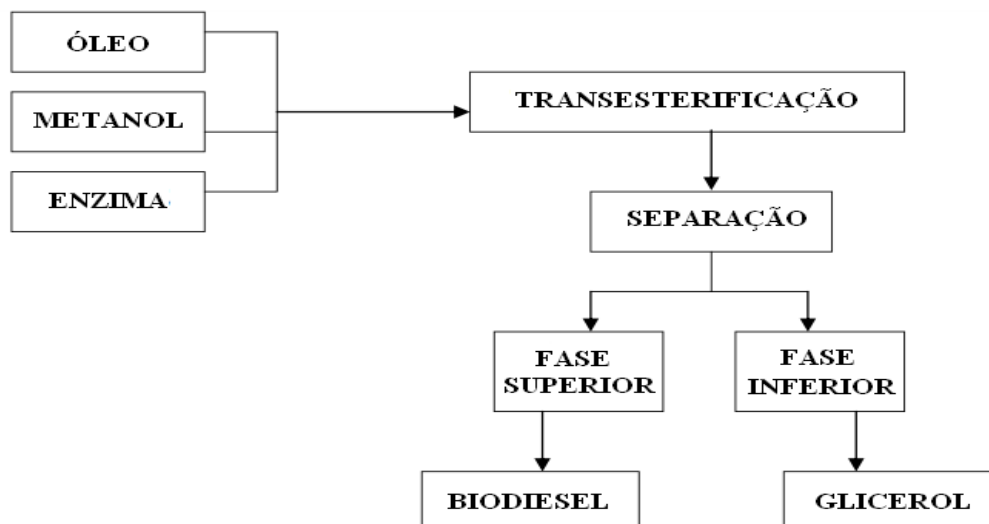 ÓLEO
METANOL
ENZIMA
TRANSESTERIFICAÇÃO
SEPARAÇÃO
FASE
SUPERIOR
FASE
INFERIOR
BIODIESEL
GLICEROL